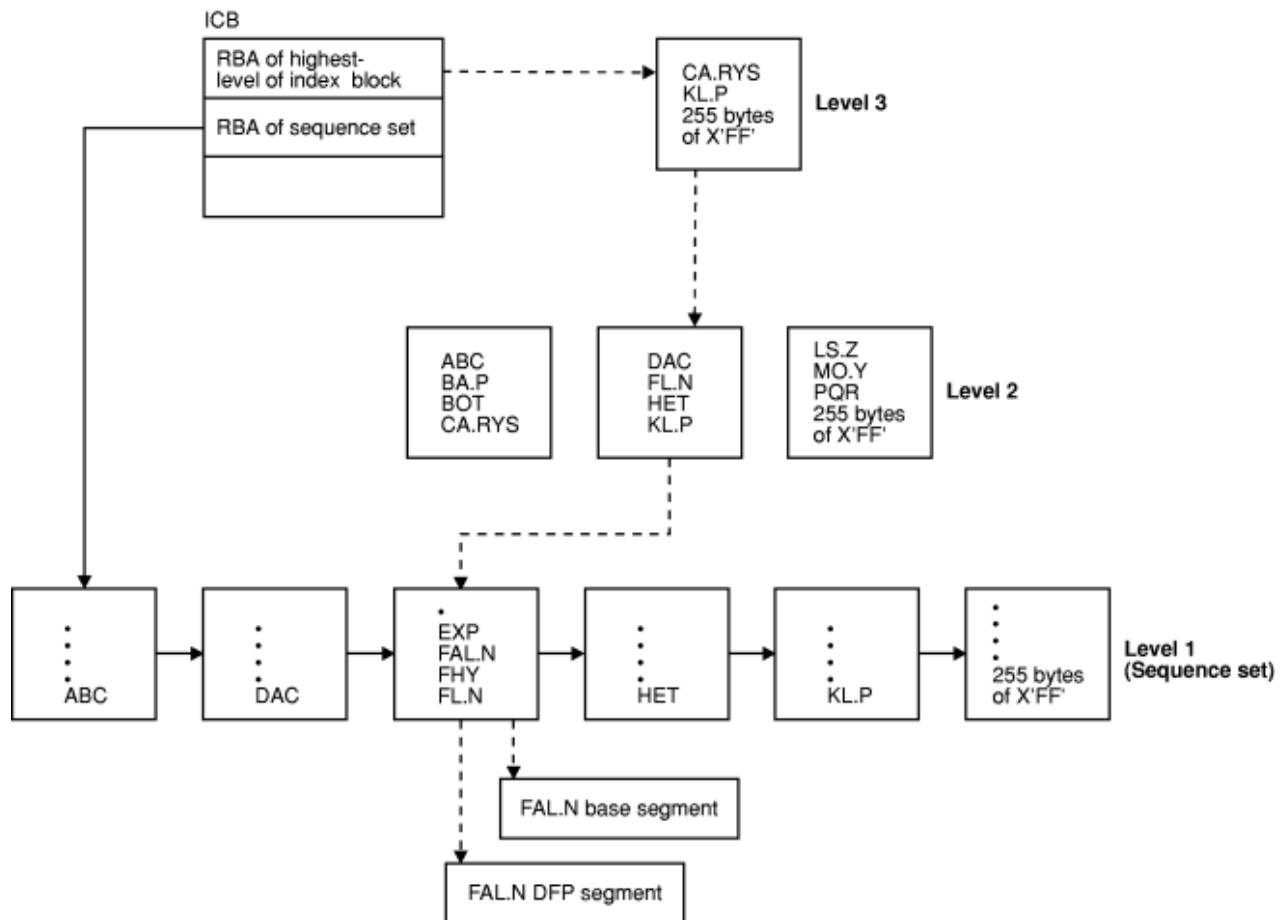 ICB
RBA of highest-
level of index block
RBA of sequence set
CA.RYS
KL.P
255 bytes
of X'FF'
Level 3
ABC
BA.P
BOT
CA.RYS
DAC
FL.N
HET
KL.P
LS.Z
MO.Y
PQR
255 bytes
of X'FF'
Level 2
ABC
DAC
EXP
FAL.N
FHY
FL.N
HET
KL.P
255 bytes
of X'FF'
Level 1
(Sequence set)
FAL.N base segment
FAL.N DFP segment